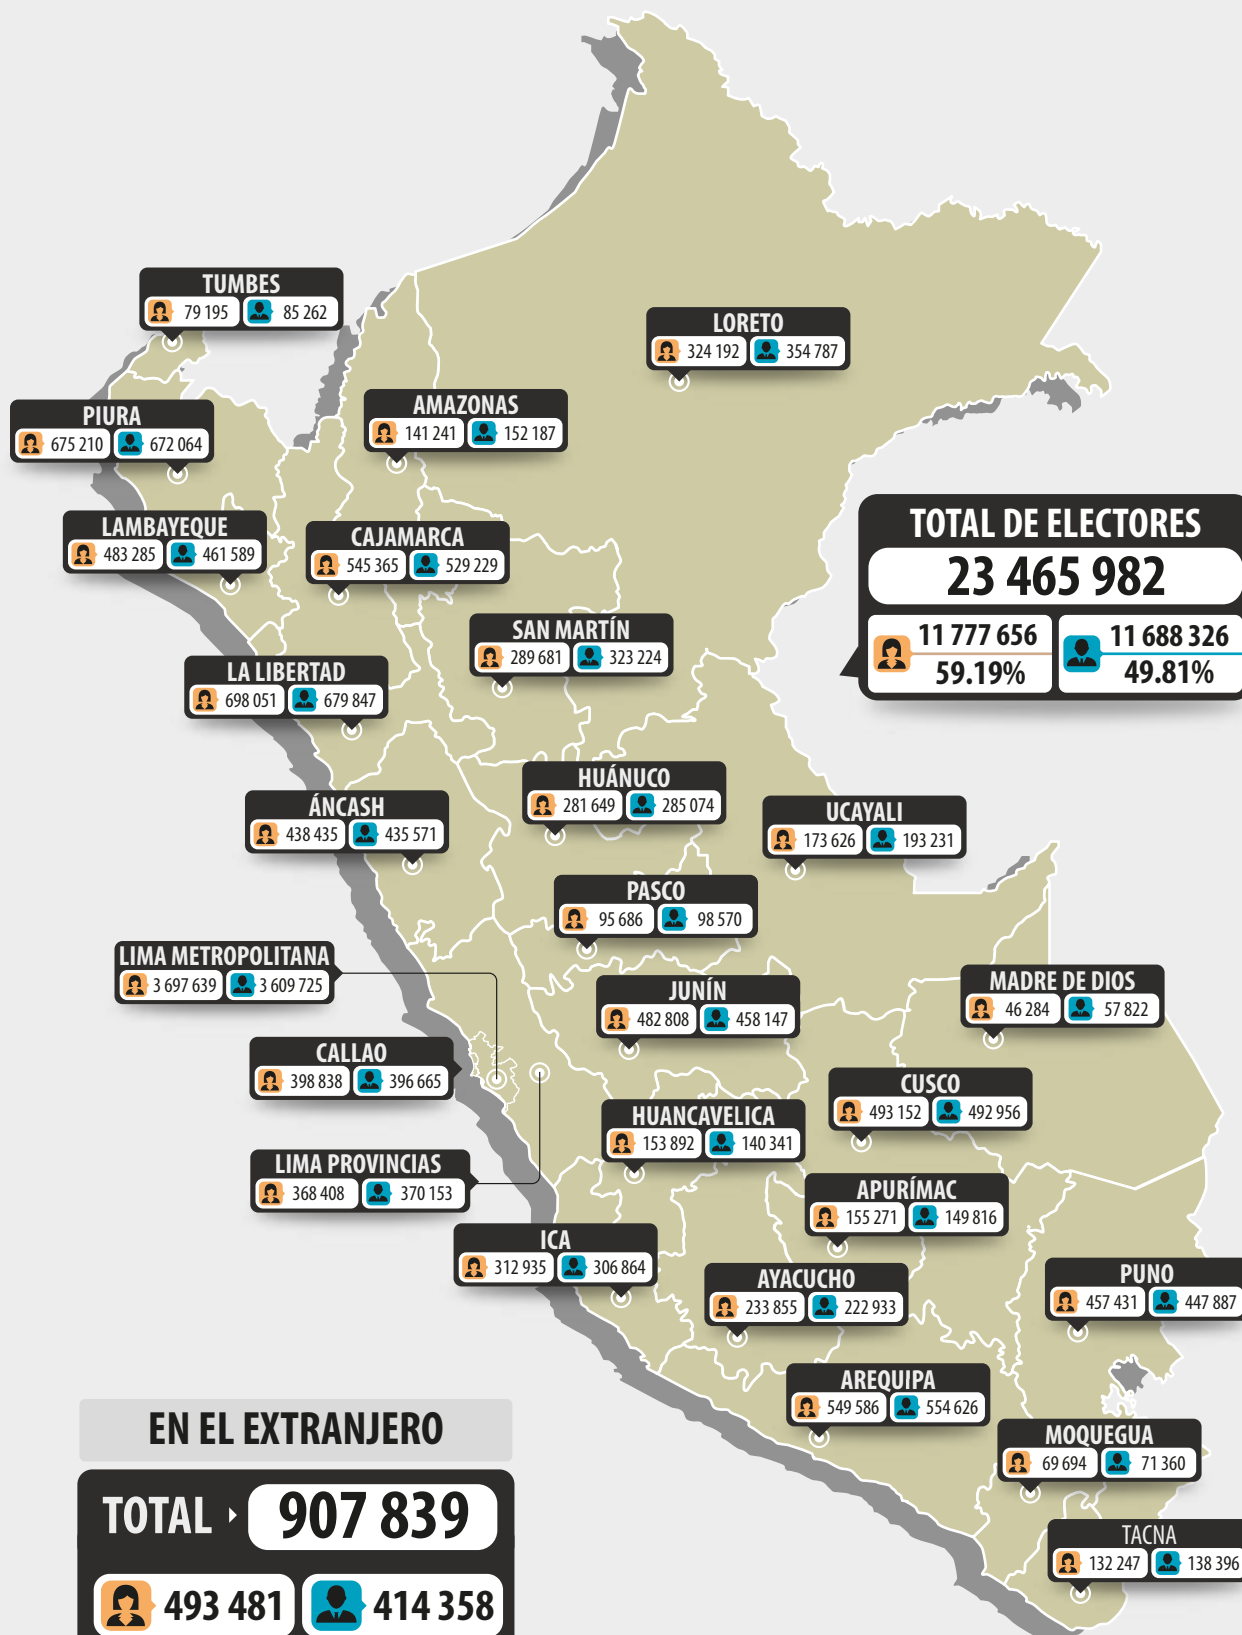 TUMBES
79 195 85 262
LORETO
324 192 354 787
PIURA
675 210 672 064
AMAZONAS
141 241 152 187
LAMBAYEQUE
483 285 461 589
CAJAMARCA
545 365 529 229
TOTAL DE ELECTORES
23 465 982
11 777 656 11 688 326
59.19% 49.81%
SAN MARTÍN
289 681 323 224
LA LIBERTAD
698 051 679 847
HUÁNUCO
281 649 285 074
ÁNCASH
438 435 435 571
UCAYALI
173 626 193 231
PASCO
95 686 98 570
LIMA METROPOLITANA
3 697 639 3 609 725
JUNÍN
482 808 458 147
MADRE DE DIOS
46 284 57 822
CALLAO
398 838 396 665
CUSCO
493 152 492 956
HUANCAVELICA
153 892 140 341
LIMA PROVINCIAS
368 408 370 153
APURÍMAC
155 271 149 816
ICA
312 935 306 864
AYACUCHO
233 855 222 933
PUNO
457 431 447 887
AREQUIPA
549 586 554 626
MOQUEGUA
69 694 71 360
TACNA
132 247 138 396
EN EL EXTRANJERO
TOTAL 907 839
493 481 414 358